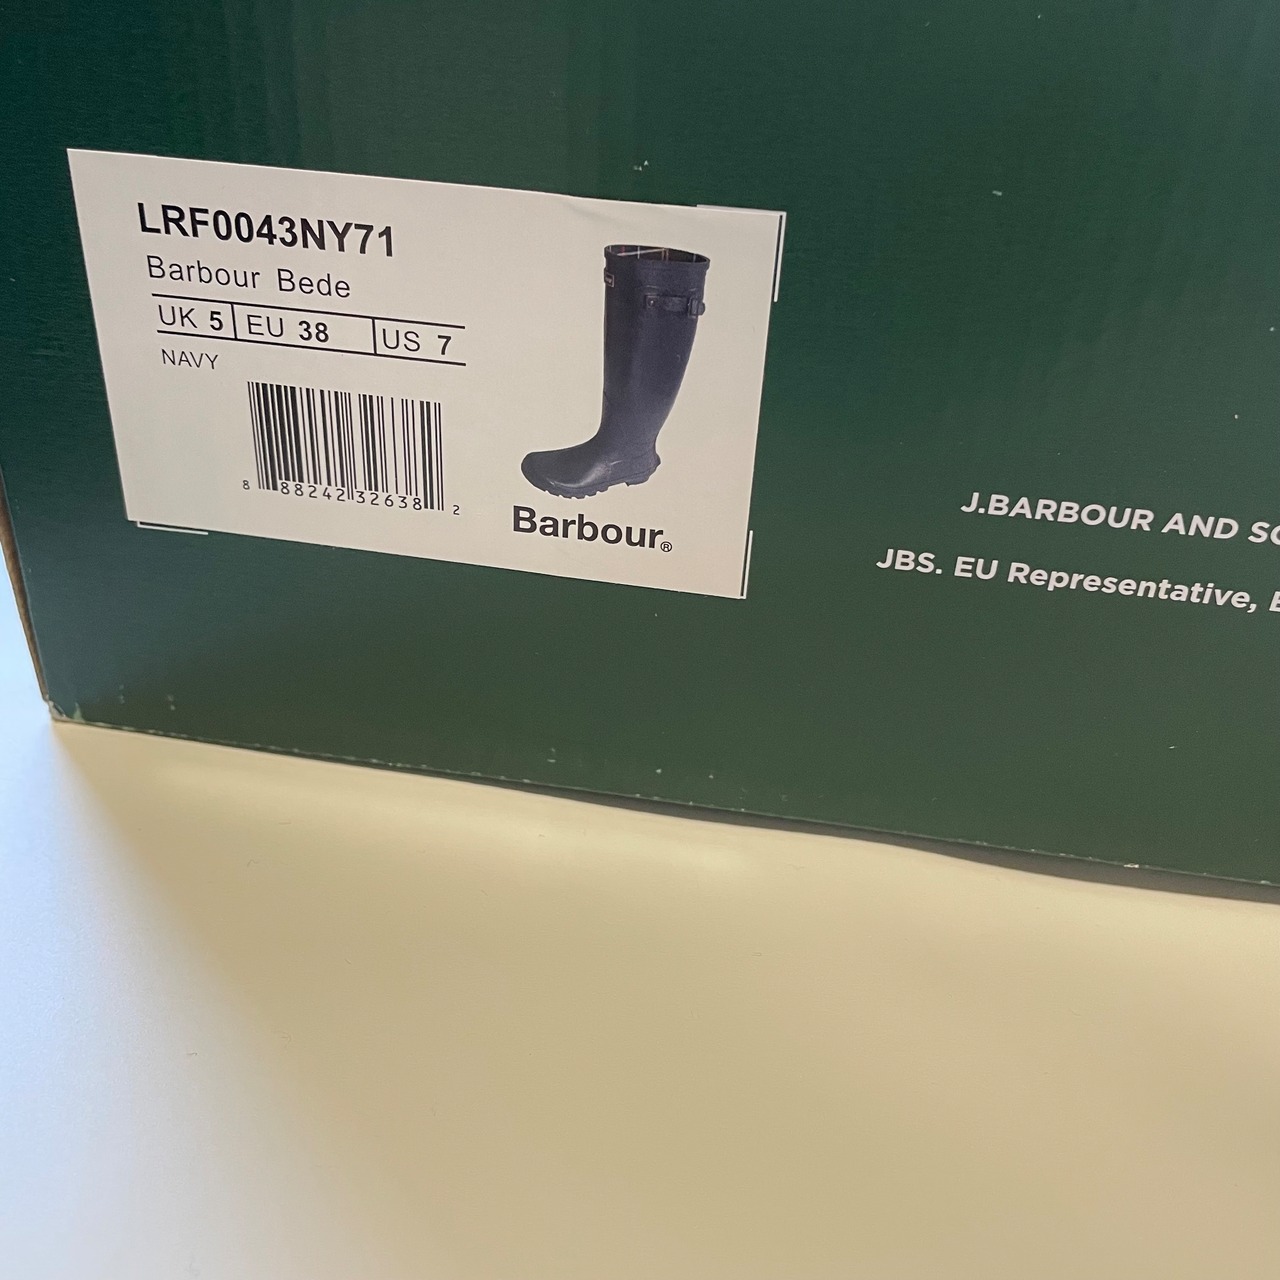 LRF0043NY71
Barbour Bede
UK 5 EU 38 US 7
NAVY
8 88242 32638 2
Barbour®
J.BARBOUR AND
JBS. EU Representative,